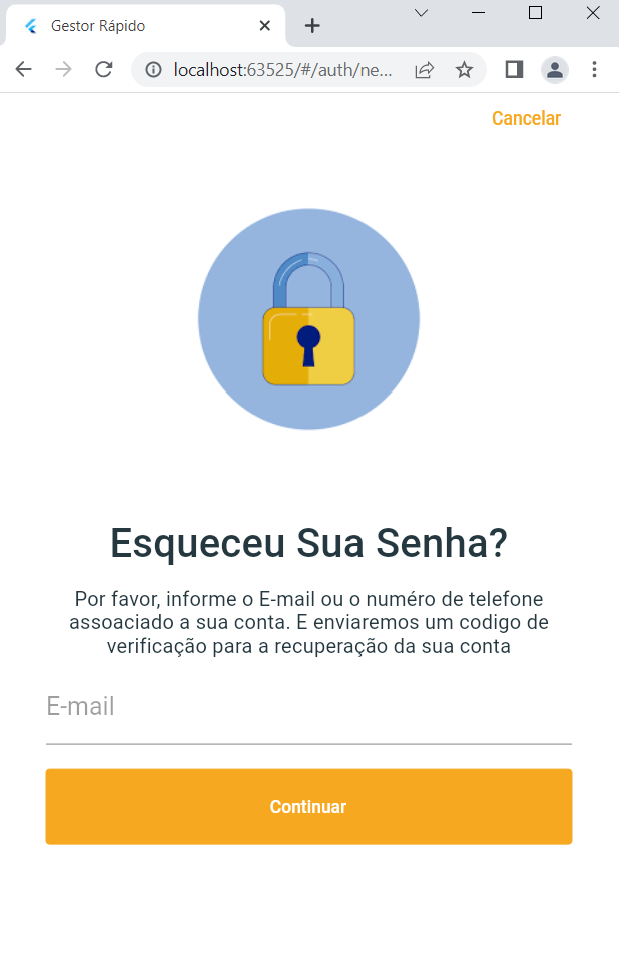 Gestor Rápido
localhost:63525/#/auth/ne...
Cancelar
Esqueceu Sua Senha?
Por favor, informe o E-mail ou o numéro de telefone
assoaciado a sua conta. E enviaremos um codigo de
verificação para a recuperação da sua conta
E-mail
Continuar